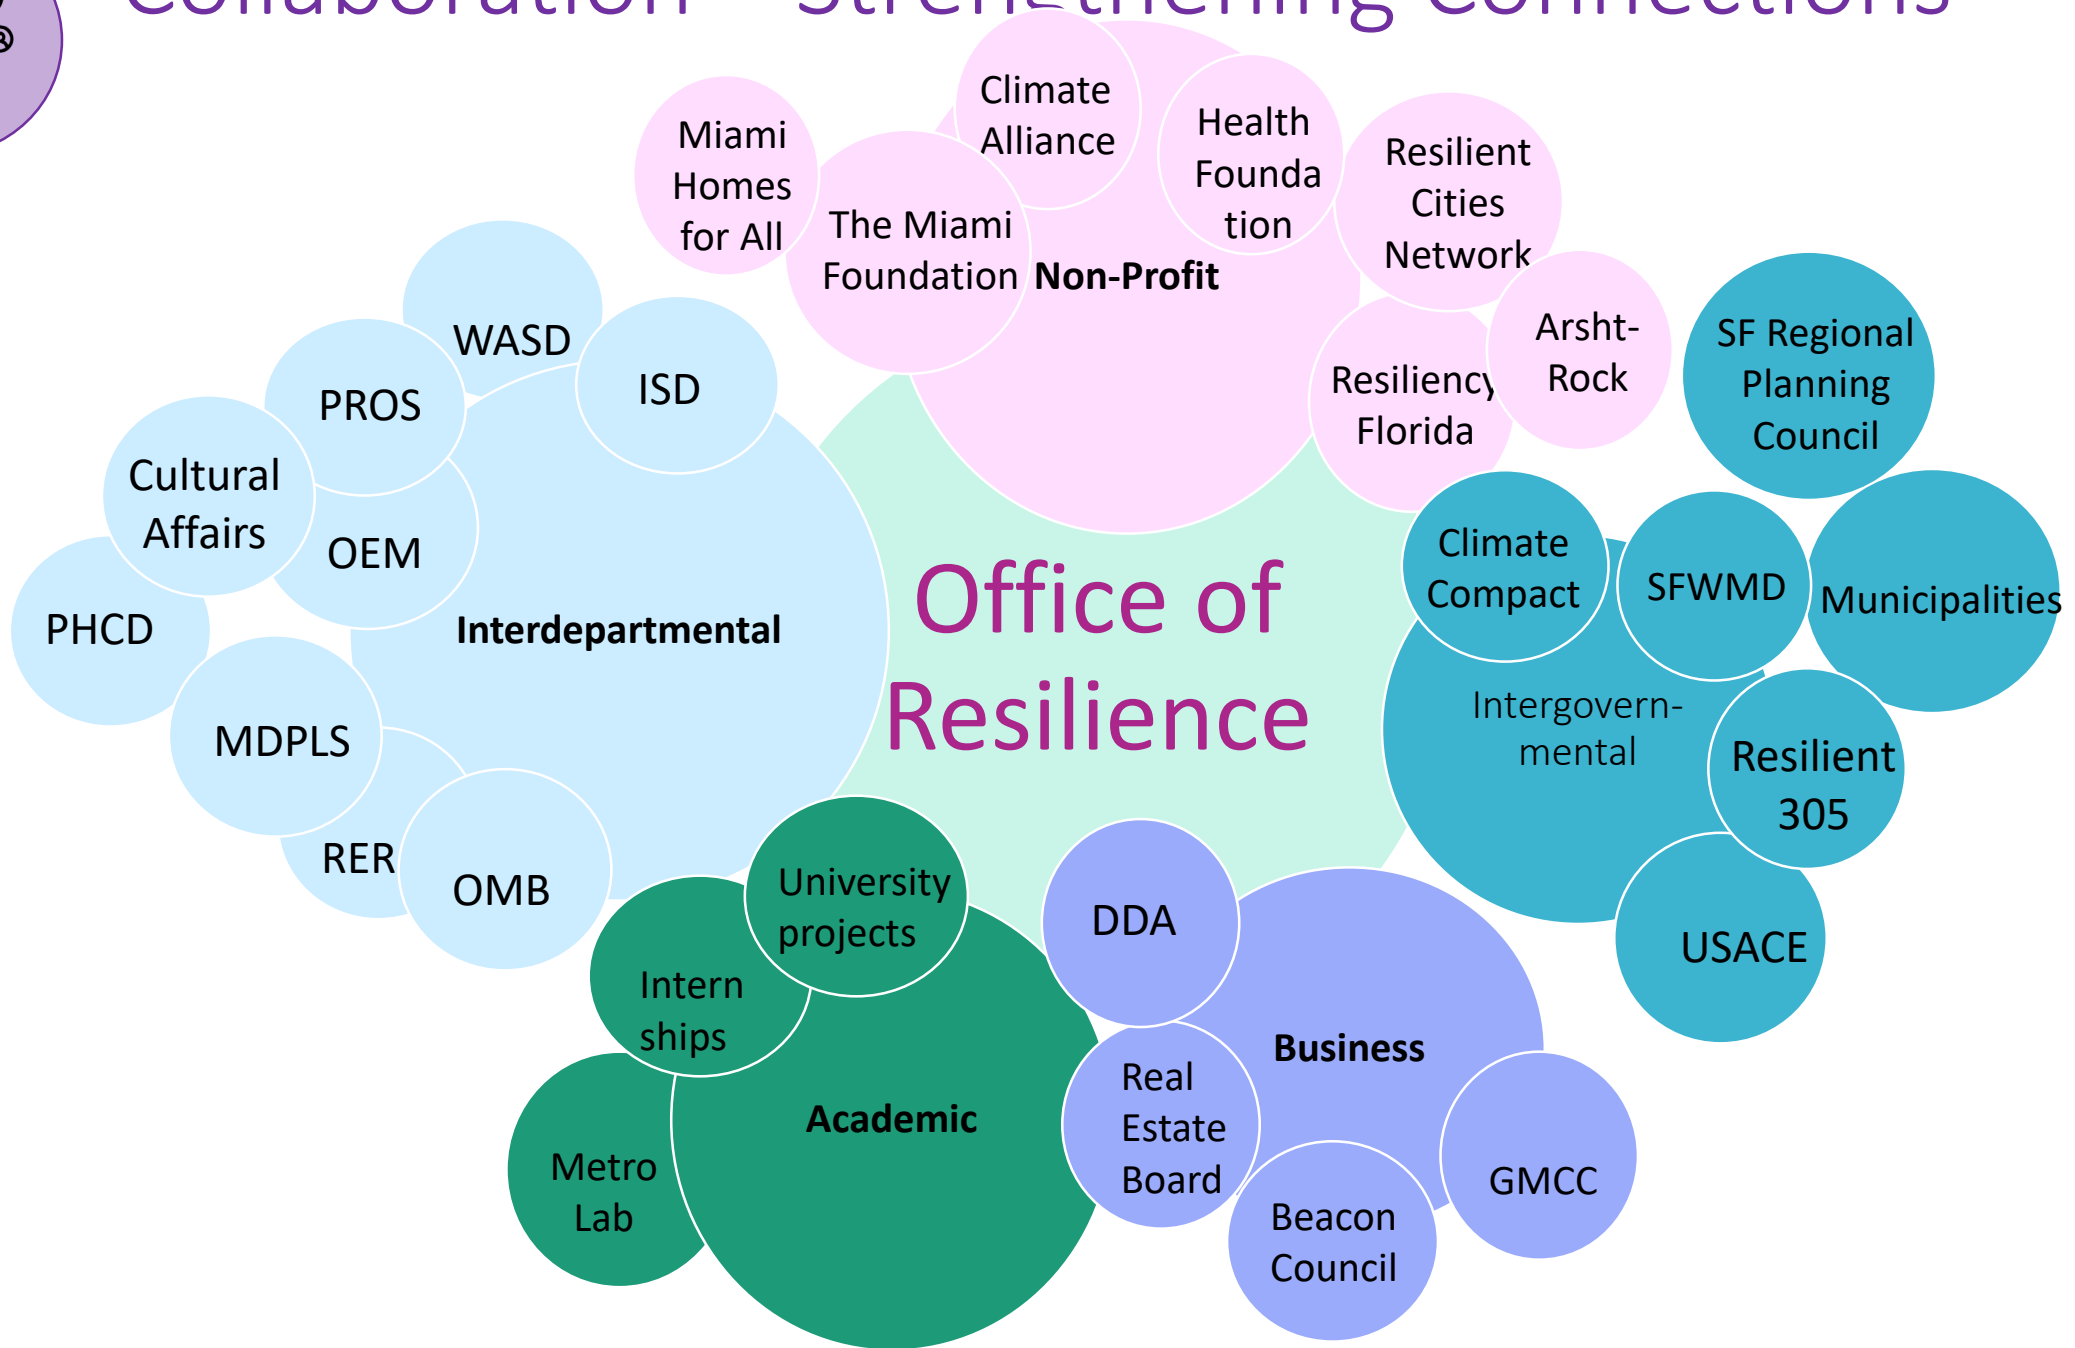 Collaboration – Strengthening Connections
Climate
Alliance
Health
Founda
tion
Miami
Homes
for All
The Miami
Foundation
Non-Profit
Resilient
Cities
Network
Arsht-
Rock
Resiliency
Florida
WASD
ISD
PROS
Cultural
Affairs
OEM
PHCD
Interdepartmental
MDPLS
RER
OMB
Office of
Resilience
SF Regional
Planning
Council
Climate
Compact
SFWMD
Municipalities
Intergovern-
mental
Resilient
305
USACE
University
projects
Intern
ships
Metro
Lab
Academic
DDA
Business
Real
Estate
Board
Beacon
Council
GMCC